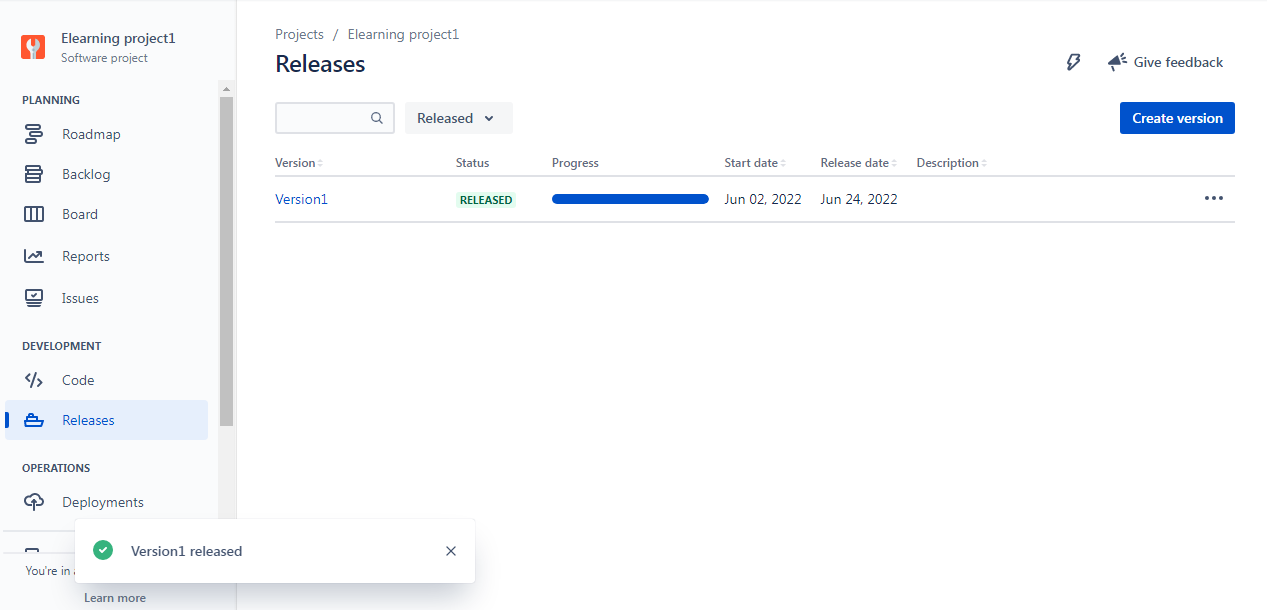 Elearning project1
Software project
PLANNING
Roadmap
Backlog
Board
Reports
Issues
DEVELOPMENT
Code
Releases
OPERATIONS
Deployments
You're in
Learn more
Projects / Elearning project1
Releases
Give feedback
Released
Create version
Version Status Progress Start date Release date Description
Version1 RELEASED Jun 02, 2022 Jun 24, 2022
Version1 released